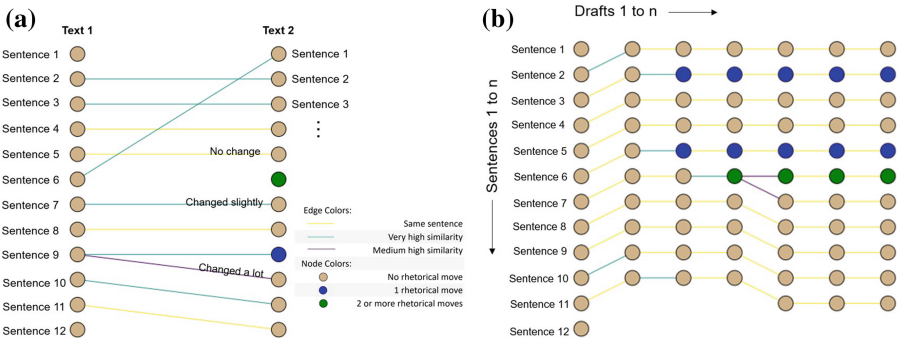 (a)
Text 1
Text 2
Sentence 1
Sentence 2
Sentence 3
Sentence 4
Sentence 5
Sentence 6
Sentence 7
Sentence 8
Sentence 9
Sentence 10
Sentence 11
Sentence 12
Sentence 1
Sentence 2
Sentence 3
⋮
No change
Changed slightly
Changed a lot
Edge Colors:
Same sentence
Very high similarity
Medium high similarity
Node Colors:
No rhetorical move
1 rhetorical move
2 or more rhetorical moves
(b)
Drafts 1 to n
Sentences 1 to n
Sentence 1
Sentence 2
Sentence 3
Sentence 4
Sentence 5
Sentence 6
Sentence 7
Sentence 8
Sentence 9
Sentence 10
Sentence 11
Sentence 12